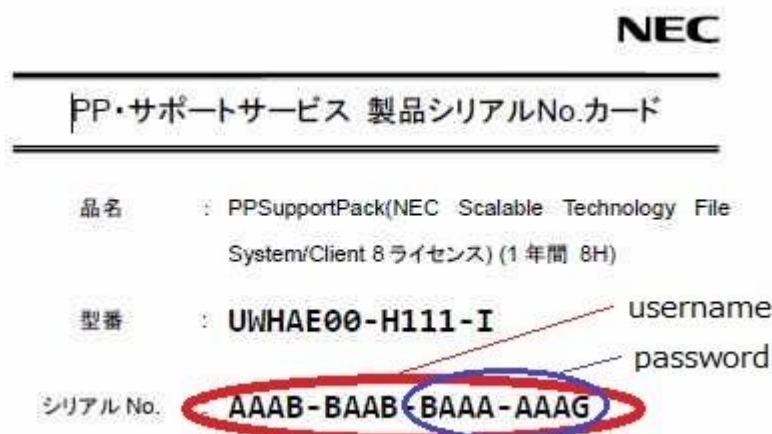 NEC
PP・サポートサービス 製品シリアルNo.カード
品名 : PPSupportPack(NEC Scalable Technology File
System/Client 8 ライセンス) (1 年間 8H)
型番 : UWHAE00-H111-I
username
password
シリアル No. : AAAB-BAAB-BAAA-AAAG